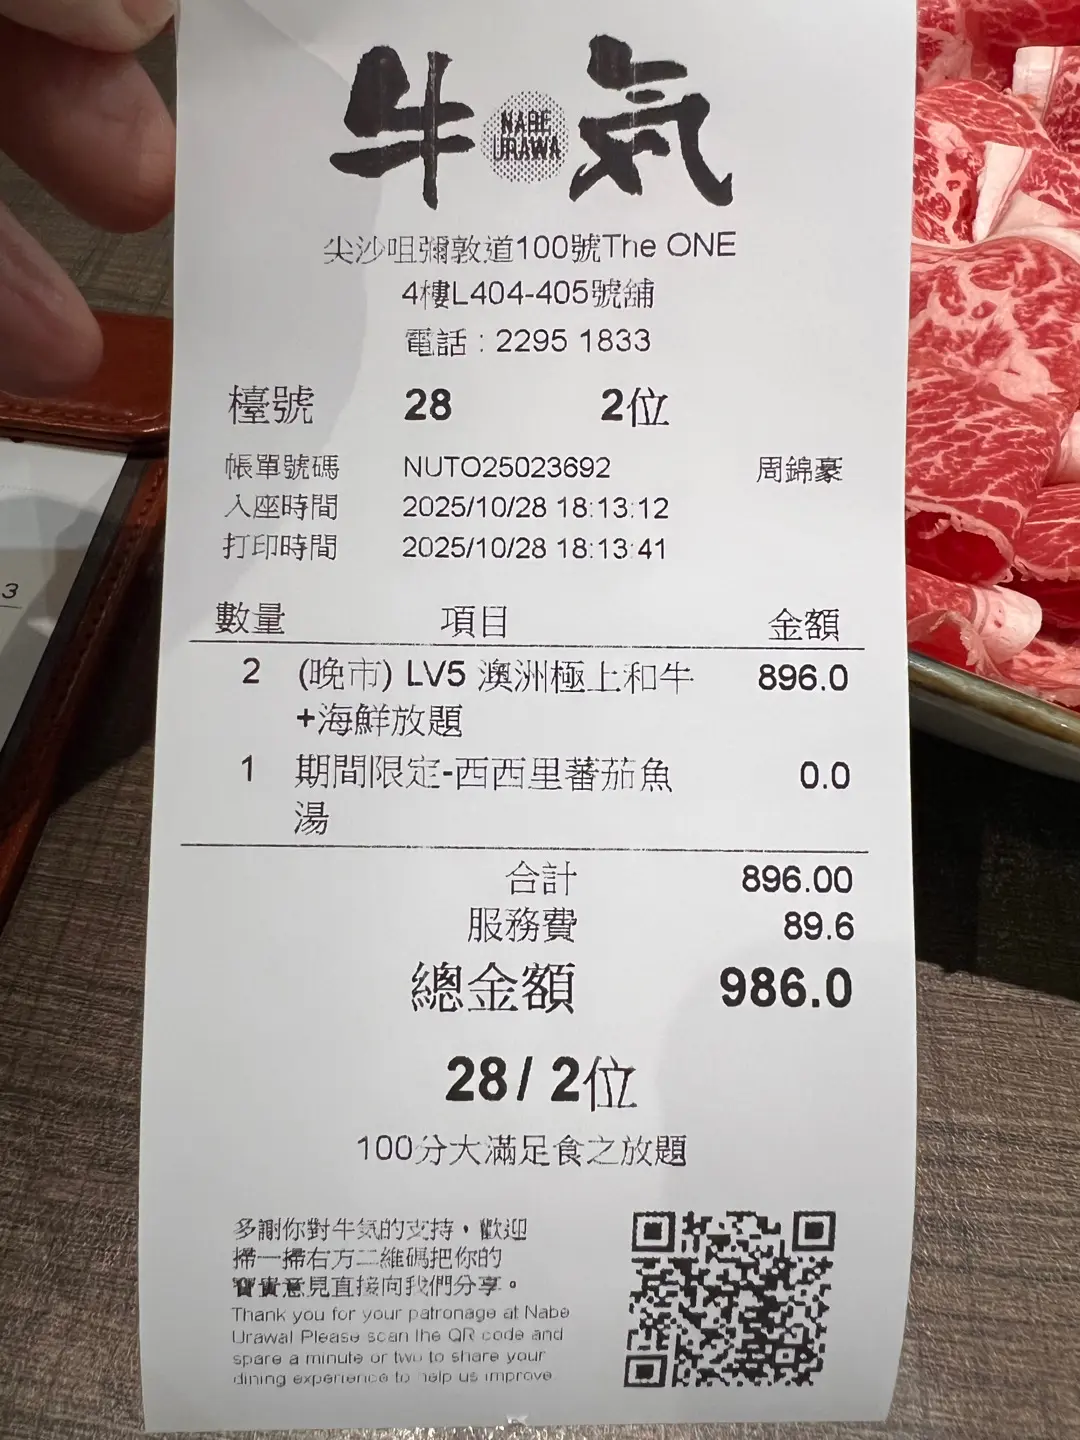 牛気
NABE
URAWA
尖沙咀彌敦道100號The ONE
4樓L404-405號舖
電話 : 2295 1833
檯號 28 2位
帳單號碼 NUTO25023692 周錦豪
入座時間 2025/10/28 18:13:12
打印時間 2025/10/28 18:13:41
數量 項目 金額
2 (晚市) LV5 澳洲極上和牛 896.0
+海鮮放題
1 期間限定-西西里蕃茄魚 0.0
湯
合計 896.00
服務費 89.6
總金額 986.0
28/ 2位
100分大滿足食之放題
多謝你對牛気的支持，歡迎
掃一掃右方二維碼把你的
寶貴意見直接向我們分享。
Thank you for your patronage at Nabe
Urawa! Please scan the QR code and
spare a minute or two to share your
dining experience to help us improve
3